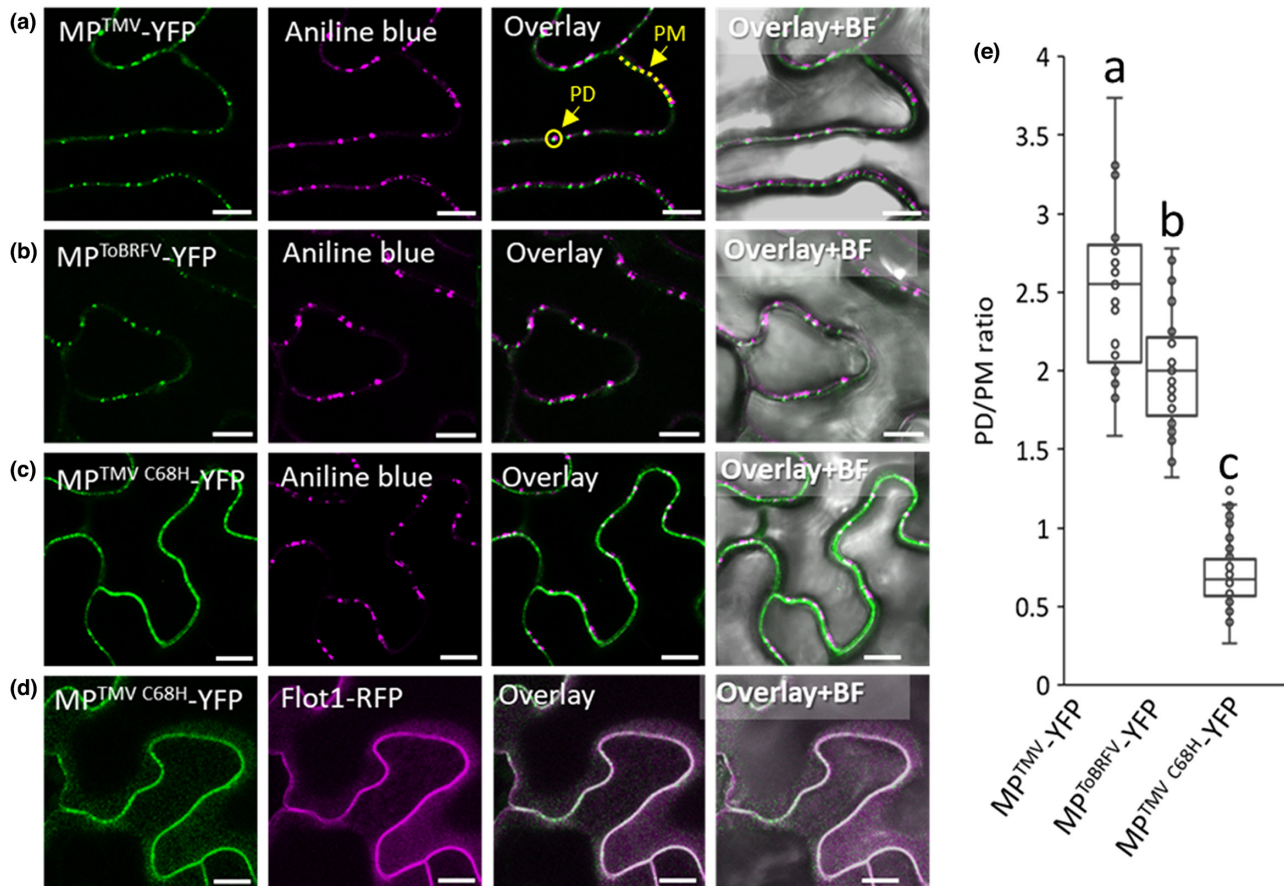 (a) MP^TMV-YFP Aniline blue Overlay Overlay+BF
PM
PD
(b) MP^ToBRFV-YFP Aniline blue Overlay Overlay+BF
(c) MP^TMV C68H-YFP Aniline blue Overlay Overlay+BF
(d) MP^TMV C68H-YFP Flot1-RFP Overlay Overlay+BF
(e)
4
3.5
3
2.5
2
1.5
1
0.5
0
PD/PM ratio
a
b
c
MP^TMV-YFP
MP^ToBRFV-YFP
MP^TMV C68H-YFP